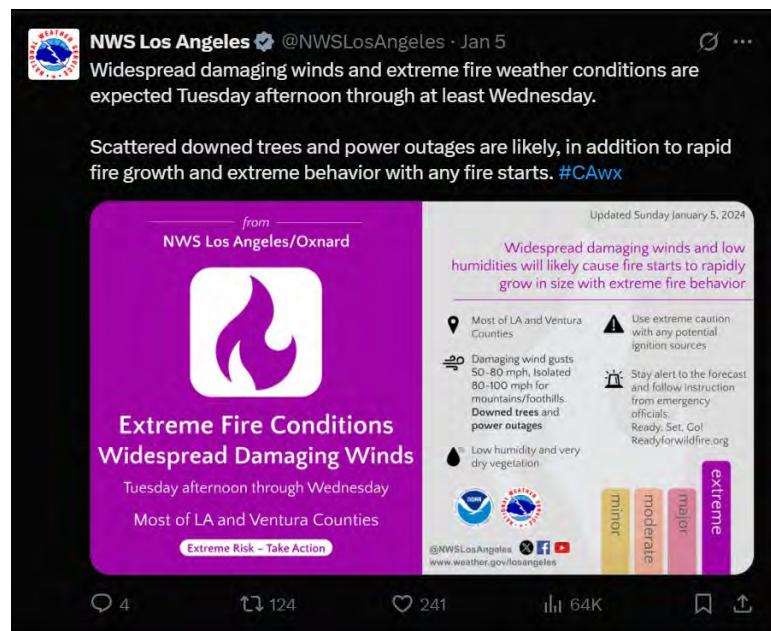 NWS Los Angeles @NWSLosAngeles · Jan 5
Widespread damaging winds and extreme fire weather conditions are
expected Tuesday afternoon through at least Wednesday.
Scattered downed trees and power outages are likely, in addition to rapid
fire growth and extreme behavior with any fire starts. #CAwx
from
NWS Los Angeles/Oxnard
Extreme Fire Conditions
Widespread Damaging Winds
Tuesday afternoon through Wednesday
Most of LA and Ventura Counties
Extreme Risk – Take Action
Updated Sunday January 5, 2024
Widespread damaging winds and low
humidities will likely cause fire starts to rapidly
grow in size with extreme fire behavior
Most of LA and Ventura
Counties
Damaging wind gusts
50-80 mph, Isolated
80-100 mph for
mountains/foothills.
Downed trees and
power outages
Low humidity and very
dry vegetation
Use extreme caution
with any potential
ignition sources
Stay alert to the forecast
and follow instruction
from emergency
officials.
Ready, Set, Go!
Readyforwildfire.org
NOAA
NATIONAL WEATHER SERVICE
@NWSLosAngeles
www.weather.gov/losangeles
minor
moderate
major
extreme
4
124
241
64K